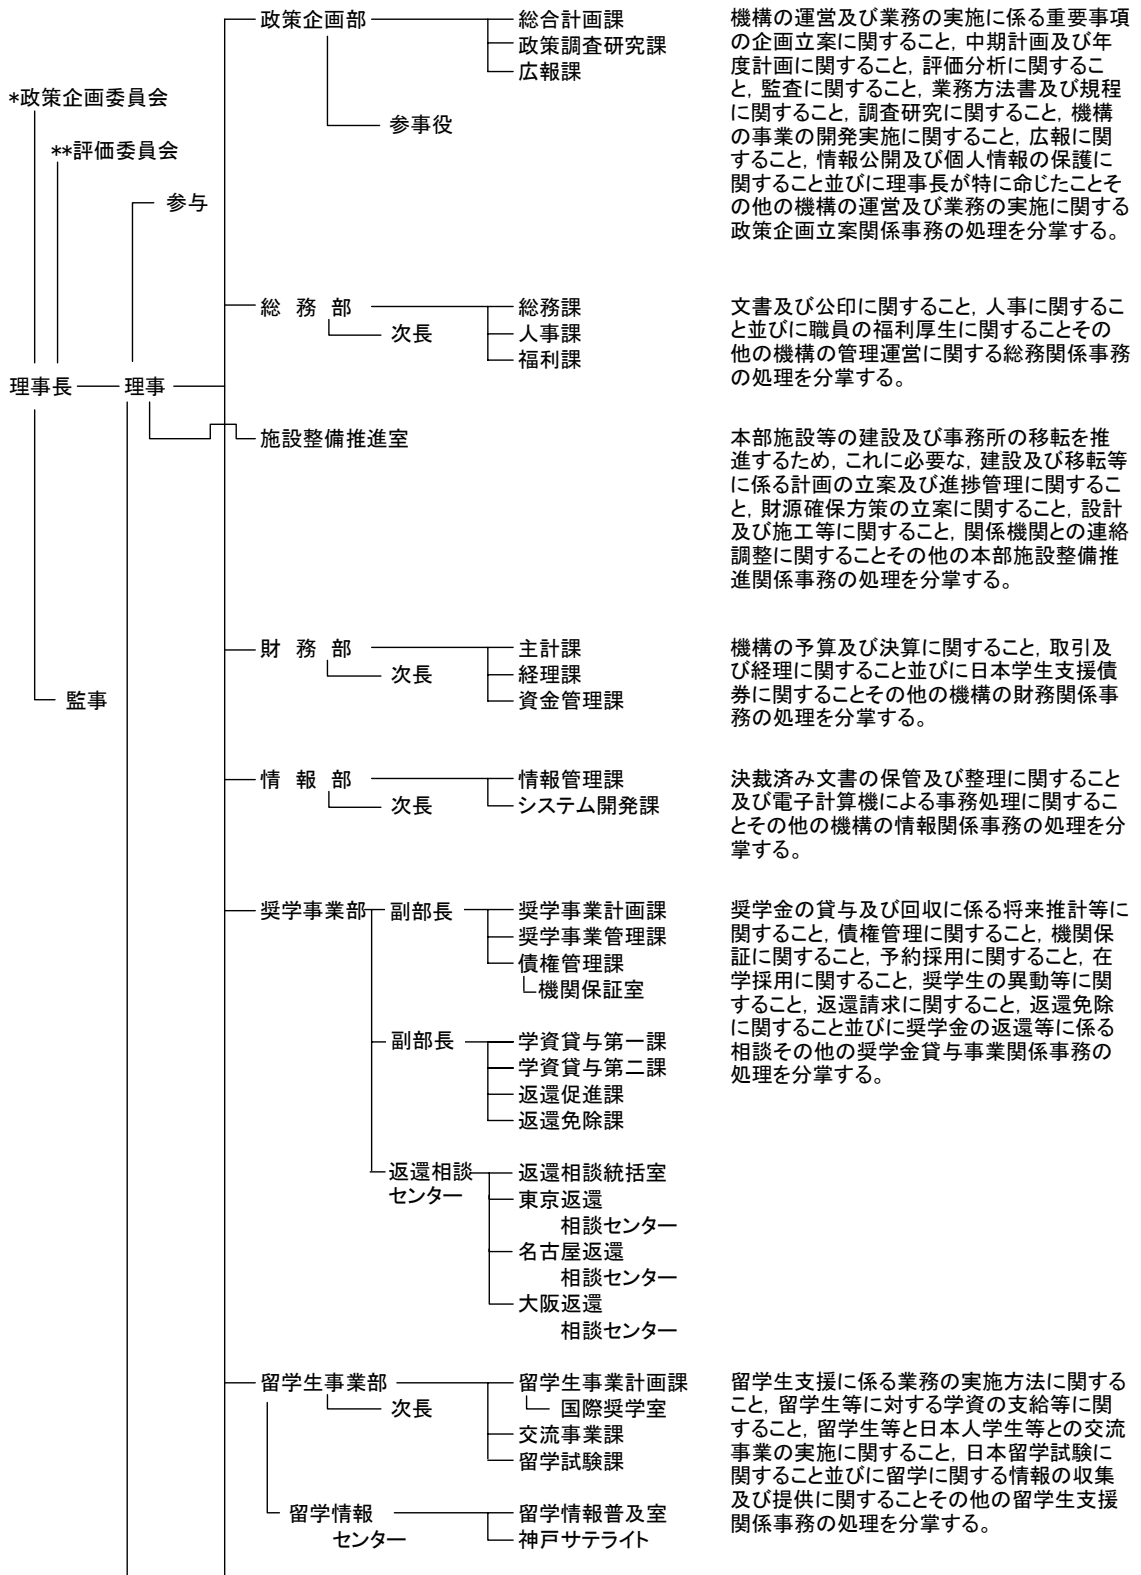 *政策企画委員会
**評価委員会
参与
理事長
理事
監事
政策企画部
総合計画課
政策調査研究課
広報課
参事役
機構の運営及び業務の実施に係る重要事項
の企画立案に関すること, 中期計画及び年
度計画に関すること, 評価分析に関するこ
と, 監査に関すること, 業務方法書及び規程
に関すること, 調査研究に関すること, 機構
の事業の開発実施に関すること, 広報に関
すること, 情報公開及び個人情報の保護に
関すること並びに理事長が特に命じたことそ
の他の機構の運営及び業務の実施に関する
政策企画立案関係事務の処理を分掌する。
総 務 部
次長
総務課
人事課
福利課
文書及び公印に関すること, 人事に関するこ
と並びに職員の福利厚生に関することその
他の機構の管理運営に関する総務関係事務
の処理を分掌する。
施設整備推進室
本部施設等の建設及び事務所の移転を推
進するため, これに必要な, 建設及び移転等
に係る計画の立案及び進捗管理に関するこ
と, 財源確保方策の立案に関すること, 設計
及び施工等に関すること, 関係機関との連絡
調整に関することその他の本部施設整備推
進関係事務の処理を分掌する。
財 務 部
次長
主計課
経理課
資金管理課
機構の予算及び決算に関すること, 取引及
び経理に関すること並びに日本学生支援債
券に関することその他の機構の財務関係事
務の処理を分掌する。
情 報 部
次長
情報管理課
システム開発課
決裁済み文書の保管及び整理に関すること
及び電子計算機による事務処理に関するこ
とその他の機構の情報関係事務の処理を分
掌する。
奨学事業部
副部長
奨学事業計画課
奨学事業管理課
債権管理課
機関保証室
副部長
学資貸与第一課
学資貸与第二課
返還促進課
返還免除課
返還相談
センター
返還相談統括室
東京返還
相談センター
名古屋返還
相談センター
大阪返還
相談センター
奨学金の貸与及び回収に係る将来推計等に
関すること, 債権管理に関すること, 機関保
証に関すること, 予約採用に関すること, 在
学採用に関すること, 奨学生の異動等に関
すること, 返還請求に関すること, 返還免除
に関すること並びに奨学金の返還等に係る
相談その他の奨学金貸与事業関係事務の
処理を分掌する。
留学生事業部
次長
留学生事業計画課
国際奨学室
交流事業課
留学試験課
留学情報
センター
留学情報普及室
神戸サテライト
留学生支援に係る業務の実施方法に関する
こと, 留学生等に対する学資の支給等に関
すること, 留学生等と日本人学生等との交流
事業の実施に関すること, 日本留学試験に
関すること並びに留学に関する情報の収集
及び提供に関することその他の留学生支援
関係事務の処理を分掌する。